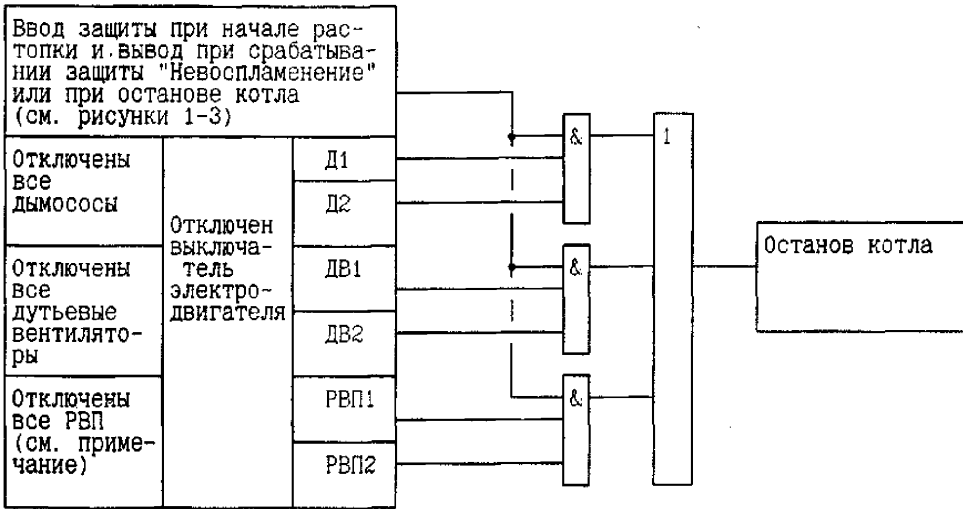 Ввод защиты при начале рас-
топки и вывод при срабатыва-
нии защиты "Невоспламенение"
или при останове котла
(см. рисунки 1-3)
Отключены
все
дымососы
Отключены
все
дутьевые
вентилято-
ры
Отключены
все РВП
(см. приме-
чание)
Отключен
выключа-
тель
электро-
двигателя
Д1
Д2
ДВ1
ДВ2
РВП1
РВП2
&
&
&
1
Останов котла